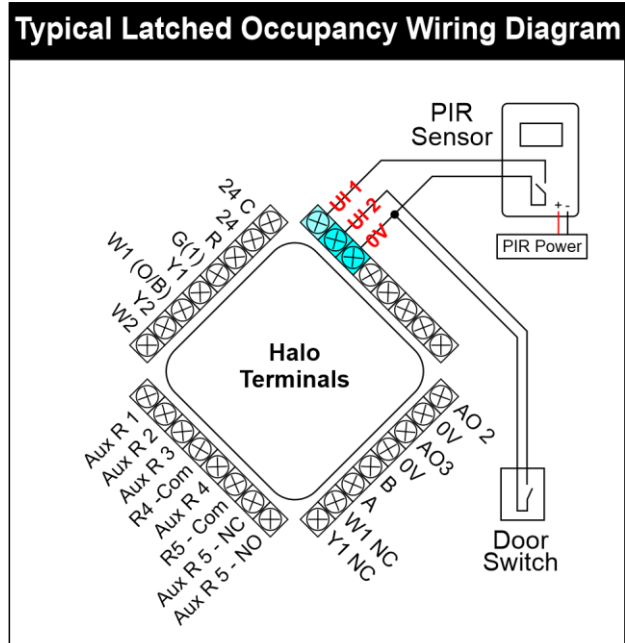 Typical Latched Occupancy Wiring Diagram
PIR
Sensor
+ -
PIR Power
UI 1
UI 2
0V
24 C
24
R
G(1)
Y1
W1 (O/B)
Y2
W2
Halo
Terminals
Aux R 1
Aux R 2
Aux R 3
R4 -Com
Aux R 4
R5 - Com
Aux R 5 - NC
Aux R 5 - NO
AO 2
0V
AO3
0V
B
A
W1 NC
Y1 NC
Door
Switch